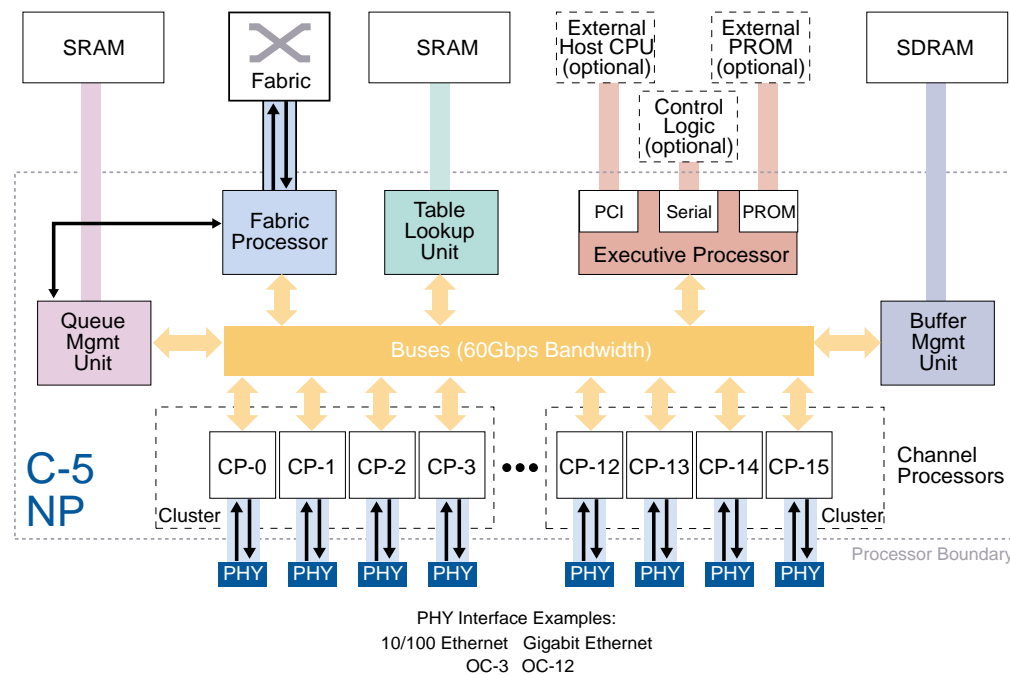 SRAM
Fabric
SRAM
External
Host CPU
(optional)
External
PROM
(optional)
SDRAM
Control
Logic
(optional)
Fabric
Processor
Table
Lookup
Unit
PCI
Serial
PROM
Executive Processor
Queue
Mgmt
Unit
Buses (60Gbps Bandwidth)
Buffer
Mgmt
Unit
C-5
NP
CP-0
CP-1
CP-2
CP-3
CP-12
CP-13
CP-14
CP-15
Channel
Processors
Cluster
Cluster
Processor Boundary
PHY
PHY
PHY
PHY
PHY
PHY
PHY
PHY
PHY Interface Examples:
10/100 Ethernet Gigabit Ethernet
OC-3 OC-12